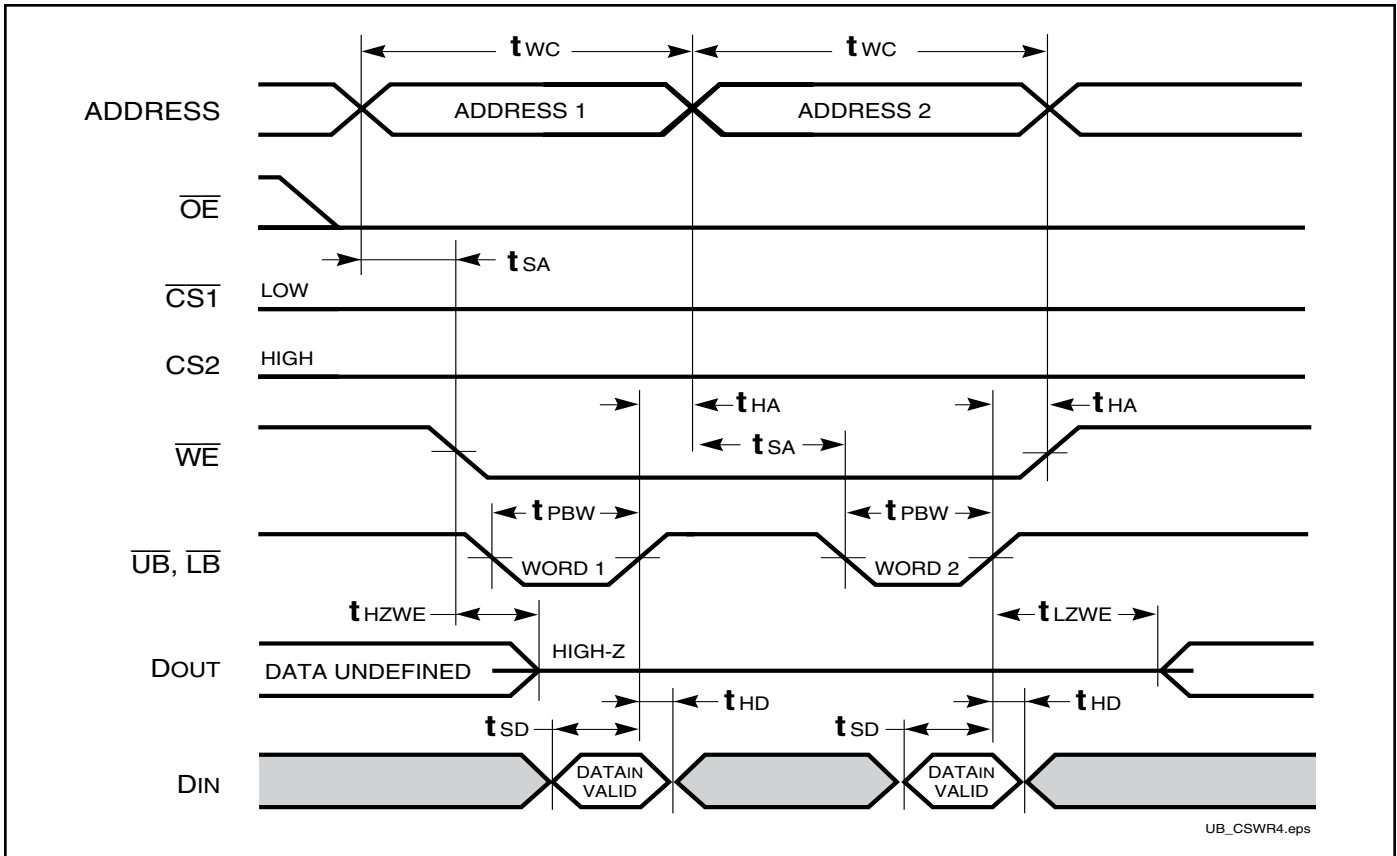 tWC tWC
ADDRESS ADDRESS 1 ADDRESS 2
OE
tSA
CS1 LOW
CS2 HIGH
tHA tHA
WE tSA
tPBW tPBW
UB, LB WORD 1 WORD 2
tHZWE tLZWE
DOUT DATA UNDEFINED HIGH-Z
tSD tHD tSD tHD
DIN DATAIN VALID DATAIN VALID
UB_CSWR4.eps